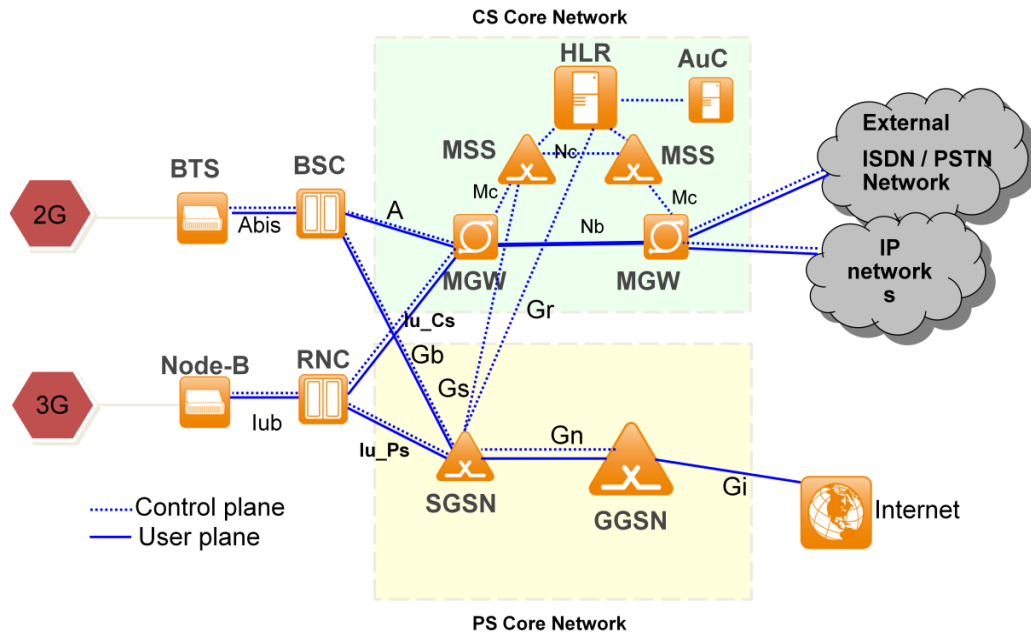 CS Core Network
HLR
AuC
External
ISDN / PSTN
Network
MSS
Nc
MSS
BTS
BSC
Mc
Mc
2G
Abis
A
Nb
IP
network
s
MGW
MGW
Gr
Iu_Cs
Node-B
RNC
Gb
Gs
3G
Iub
Iu_Ps
Gn
Gi
SGSN
GGSN
Internet
Control plane
User plane
PS Core Network